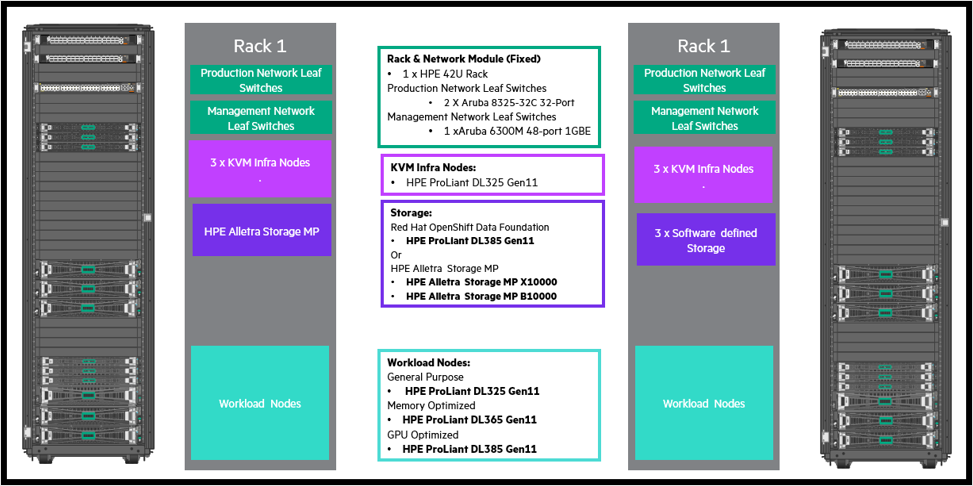 Rack 1
Production Network Leaf
Switches
Management Network
Leaf Switches
3 x KVM Infra Nodes
.
HPE Alletra Storage MP
Workload Nodes
Rack & Network Module (Fixed)
• 1 x HPE 42U Rack
Production Network Leaf Switches
• 2 X Aruba 8325-32C 32-Port
Management Network Leaf Switches
• 1 xAruba 6300M 48-port 1GBE
KVM Infra Nodes:
• HPE ProLiant DL325 Gen11
Storage:
Red Hat OpenShift Data Foundation
• HPE ProLiant DL385 Gen11
Or
HPE Alletra Storage MP
• HPE Alletra Storage MP X10000
• HPE Alletra Storage MP B10000
Workload Nodes:
General Purpose
• HPE ProLiant DL325 Gen11
Memory Optimized
• HPE ProLiant DL365 Gen11
GPU Optimized
• HPE ProLiant DL385 Gen11
Rack 1
Production Network Leaf
Switches
Management Network
Leaf Switches
3 x KVM Infra Nodes
.
3 x Software defined
Storage
Workload Nodes